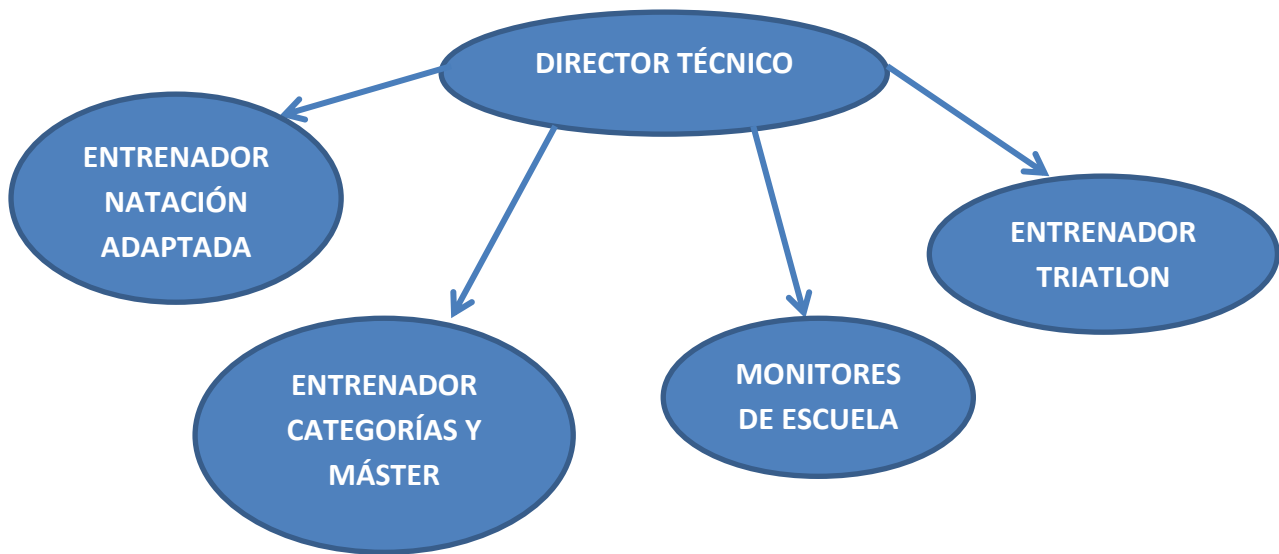 DIRECTOR TÉCNICO
ENTRENADOR
NATACIÓN
ADAPTADA
ENTRENADOR
CATEGORÍAS Y
MÁSTER
MONITORES
DE ESCUELA
ENTRENADOR
TRIATLON